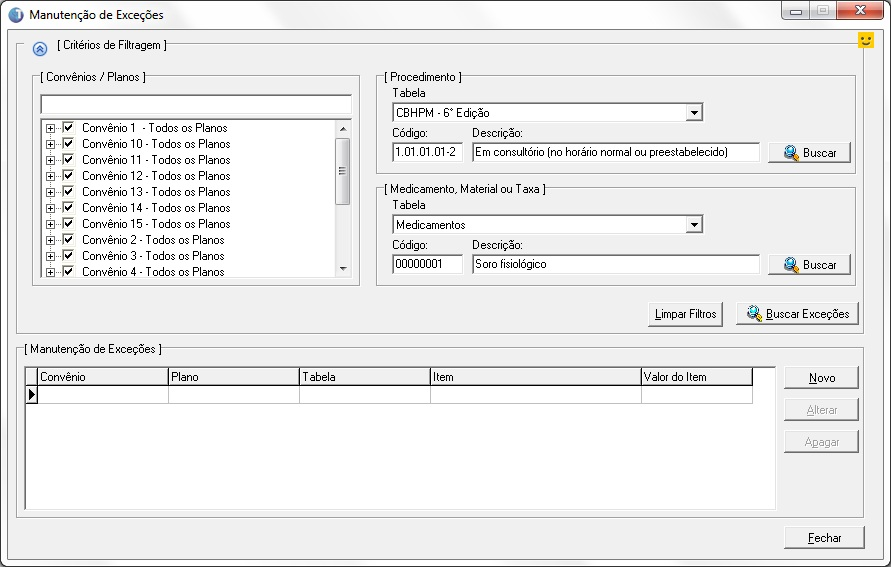 Manutenção de Exceções
[ Critérios de Filtragem ]
[ Convênios / Planos ]
Convênio 1 - Todos os Planos
Convênio 10 - Todos os Planos
Convênio 11 - Todos os Planos
Convênio 12 - Todos os Planos
Convênio 13 - Todos os Planos
Convênio 14 - Todos os Planos
Convênio 15 - Todos os Planos
Convênio 2 - Todos os Planos
Convênio 3 - Todos os Planos
Convênio 4 - Todos os Planos
[ Procedimento ]
Tabela
CBHPM - 6° Edição
Código: Descrição:
1.01.01.01-2 Em consultório (no horário normal ou preestabelecido) Buscar
[ Medicamento, Material ou Taxa ]
Tabela
Medicamentos
Código: Descrição:
00000001 Soro fisiológico Buscar
Limpar Filtros Buscar Exceções
[ Manutenção de Exceções ]
Convênio Plano Tabela Item Valor do Item
Novo
Alterar
Apagar
Fechar